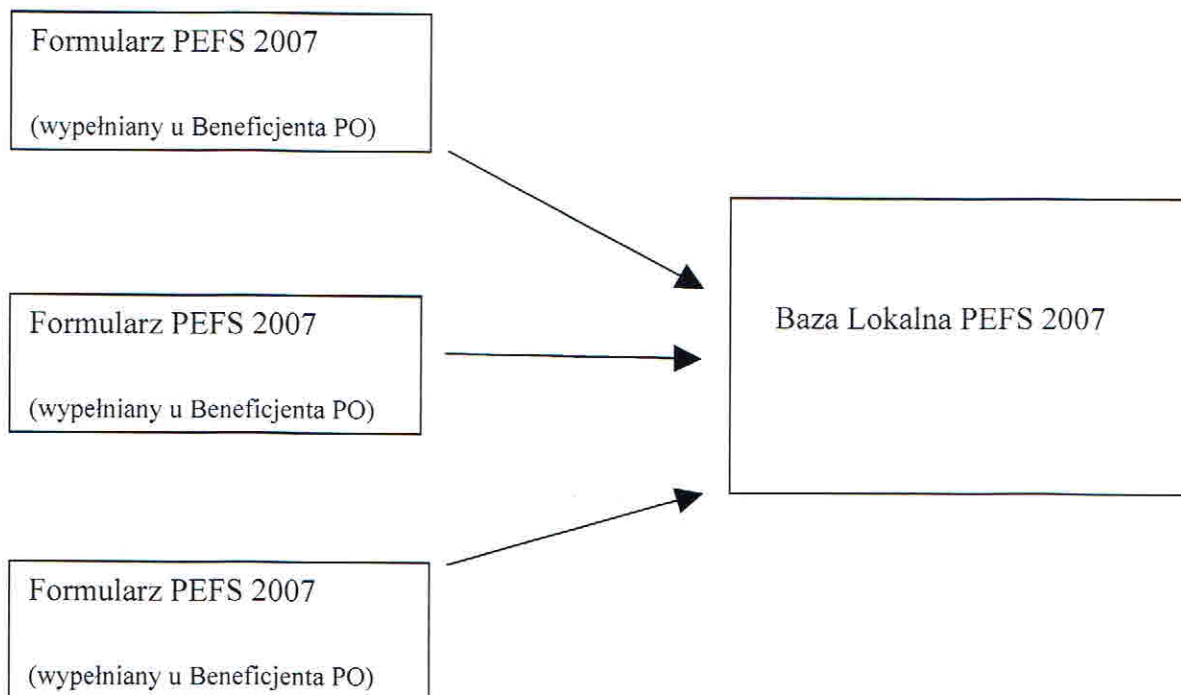 Formularz PEFS 2007
(wypełniany u Beneficjenta PO)
Formularz PEFS 2007
(wypełniany u Beneficjenta PO)
Formularz PEFS 2007
(wypełniany u Beneficjenta PO)
Baza Lokalna PEFS 2007